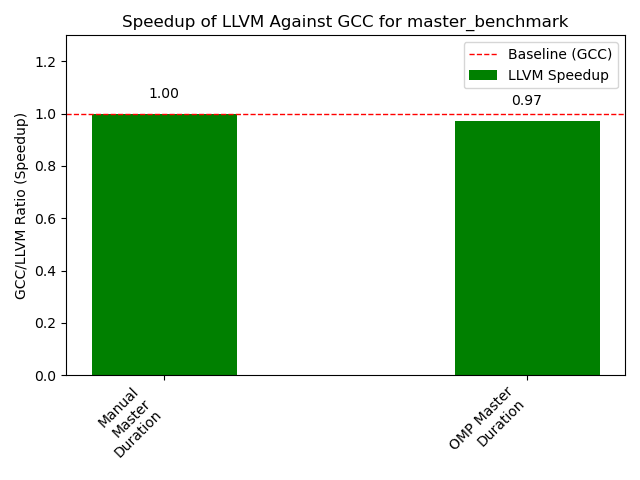 Speedup of LLVM Against GCC for master_benchmark
GCC/LLVM Ratio (Speedup)
1.2
1.0
0.8
0.6
0.4
0.2
0.0
Baseline (GCC)
LLVM Speedup
1.00
0.97
Manual
Master
Duration
OMP Master
Duration